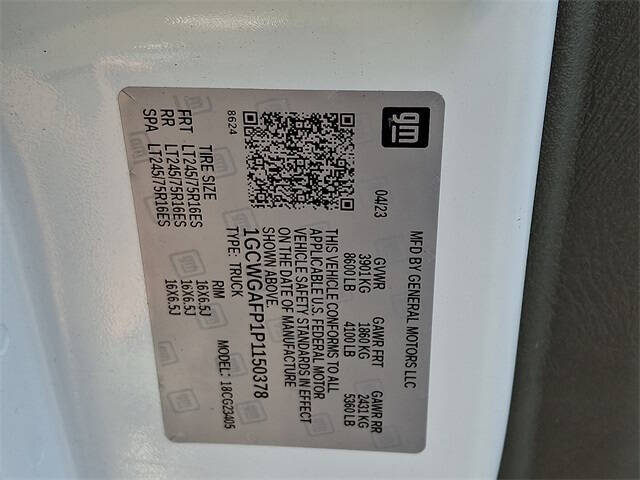 gm
MFD BY GENERAL MOTORS LLC
04/23 GVWR GAWR FRT GAWR RR
3901 KG 1860 KG 2431 KG
8600 LB 4100 LB 5360 LB
THIS VEHICLE CONFORMS TO ALL
APPLICABLE U.S. FEDERAL MOTOR
VEHICLE SAFETY STANDARDS IN EFFECT
ON THE DATE OF MANUFACTURE
SHOWN ABOVE.
1GCWGAFP1P1150378
TYPE: TRUCK MODEL: 18CG23405
8624
TIRE SIZE RIM
FRT LT245/75R16ES 16X6.5J
RR LT245/75R16ES 16X6.5J
SPA LT245/75R16ES 16X6.5J